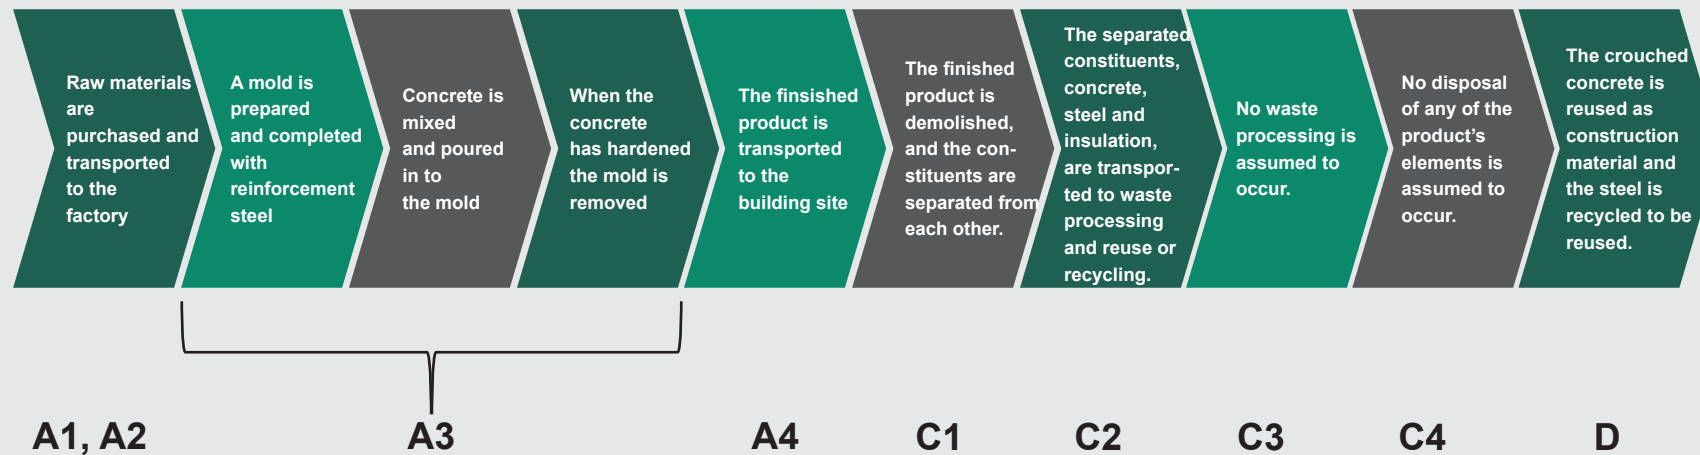 Raw materials
are
purchased and
transported
to the
factory
A mold is
prepared
and completed
with
reinforcement
steel
Concrete is
mixed
and poured
in to
the mold
When the
concrete
has hardened
the mold is
removed
The finsished
product is
transported
to the
building site
The finished
product is
demolished,
and the con-
stituents are
separated from
each other.
The separated
constituents,
concrete,
steel and
insulation,
are transpor-
ted to waste
processing
and reuse or
recycling.
No waste
processing is
assumed to
occur.
No disposal
of any of the
product’s
elements is
assumed to
occur.
The crouched
concrete is
reused as
construction
material and
the steel is
recycled to be
reused.
A1, A2
A3
A4
C1
C2
C3
C4
D